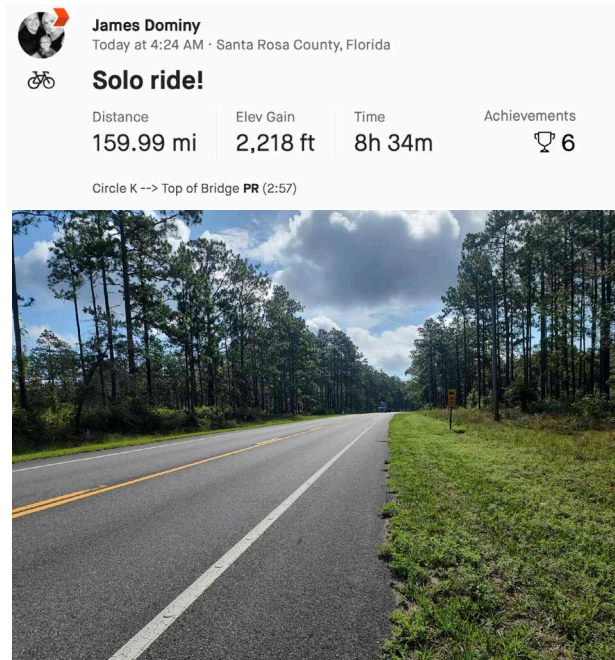 James Dominy
Today at 4:24 AM · Santa Rosa County, Florida
Solo ride!
Distance
Elev Gain
Time
Achievements
159.99 mi
2,218 ft
8h 34m
6
Circle K --> Top of Bridge PR (2:57)